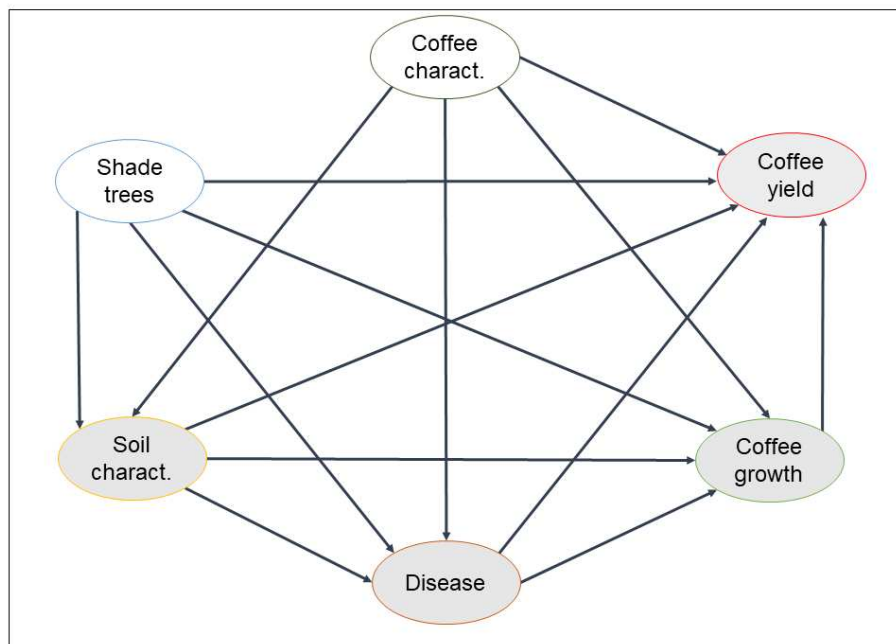 Coffee
charact.
Shade
trees
Coffee
yield
Soil
charact.
Coffee
growth
Disease